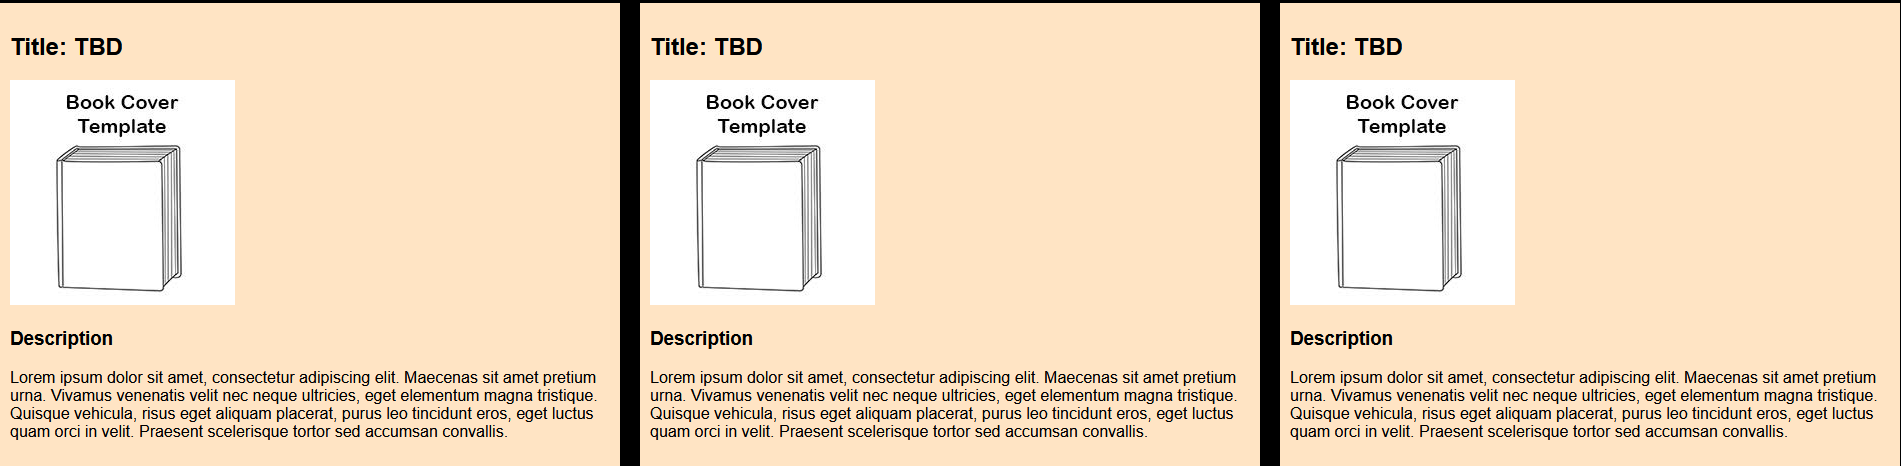 Title: TBD
Book Cover
Template
Description
Lorem ipsum dolor sit amet, consectetur adipiscing elit. Maecenas sit amet pretium
urna. Vivamus venenatis velit nec neque ultricies, eget elementum magna tristique.
Quisque vehicula, risus eget aliquam placerat, purus leo tincidunt eros, eget luctus
quam orci in velit. Praesent scelerisque tortor sed accumsan convallis.
Title: TBD
Book Cover
Template
Description
Lorem ipsum dolor sit amet, consectetur adipiscing elit. Maecenas sit amet pretium
urna. Vivamus venenatis velit nec neque ultricies, eget elementum magna tristique.
Quisque vehicula, risus eget aliquam placerat, purus leo tincidunt eros, eget luctus
quam orci in velit. Praesent scelerisque tortor sed accumsan convallis.
Title: TBD
Book Cover
Template
Description
Lorem ipsum dolor sit amet, consectetur adipiscing elit. Maecenas sit amet pretium
urna. Vivamus venenatis velit nec neque ultricies, eget elementum magna tristique.
Quisque vehicula, risus eget aliquam placerat, purus leo tincidunt eros, eget luctus
quam orci in velit. Praesent scelerisque tortor sed accumsan convallis.